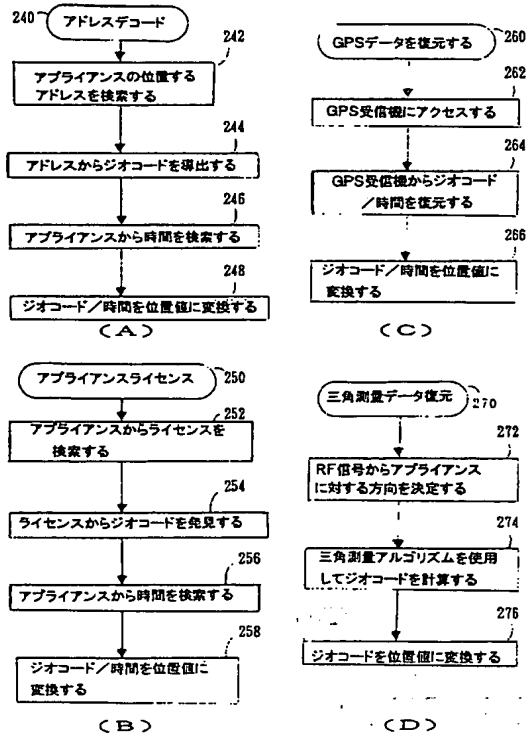 240
アドレスデコード
242
アプライアンスの位置する
アドレスを検索する
244
アドレスからジオコードを導出する
246
アプライアンスから時間を検索する
248
ジオコード／時間を位置値に変換する
(A)
260
GPSデータを復元する
262
GPS受信機にアクセスする
264
GPS受信機からジオコード
／時間を復元する
266
ジオコード／時間を位置値に
変換する
(C)
アプライアンスライセンス
250
252
アプライアンスからライセンスを
検索する
254
ライセンスからジオコードを発見する
256
アプライアンスから時間を検索する
258
ジオコード／時間を位置値に
変換する
(B)
三角測量データ復元
270
272
RF信号からアプライアンス
に対する方向を決定する
274
三角測量アルゴリズムを使用
してジオコードを計算する
276
ジオコードを位置値に変換する
(D)